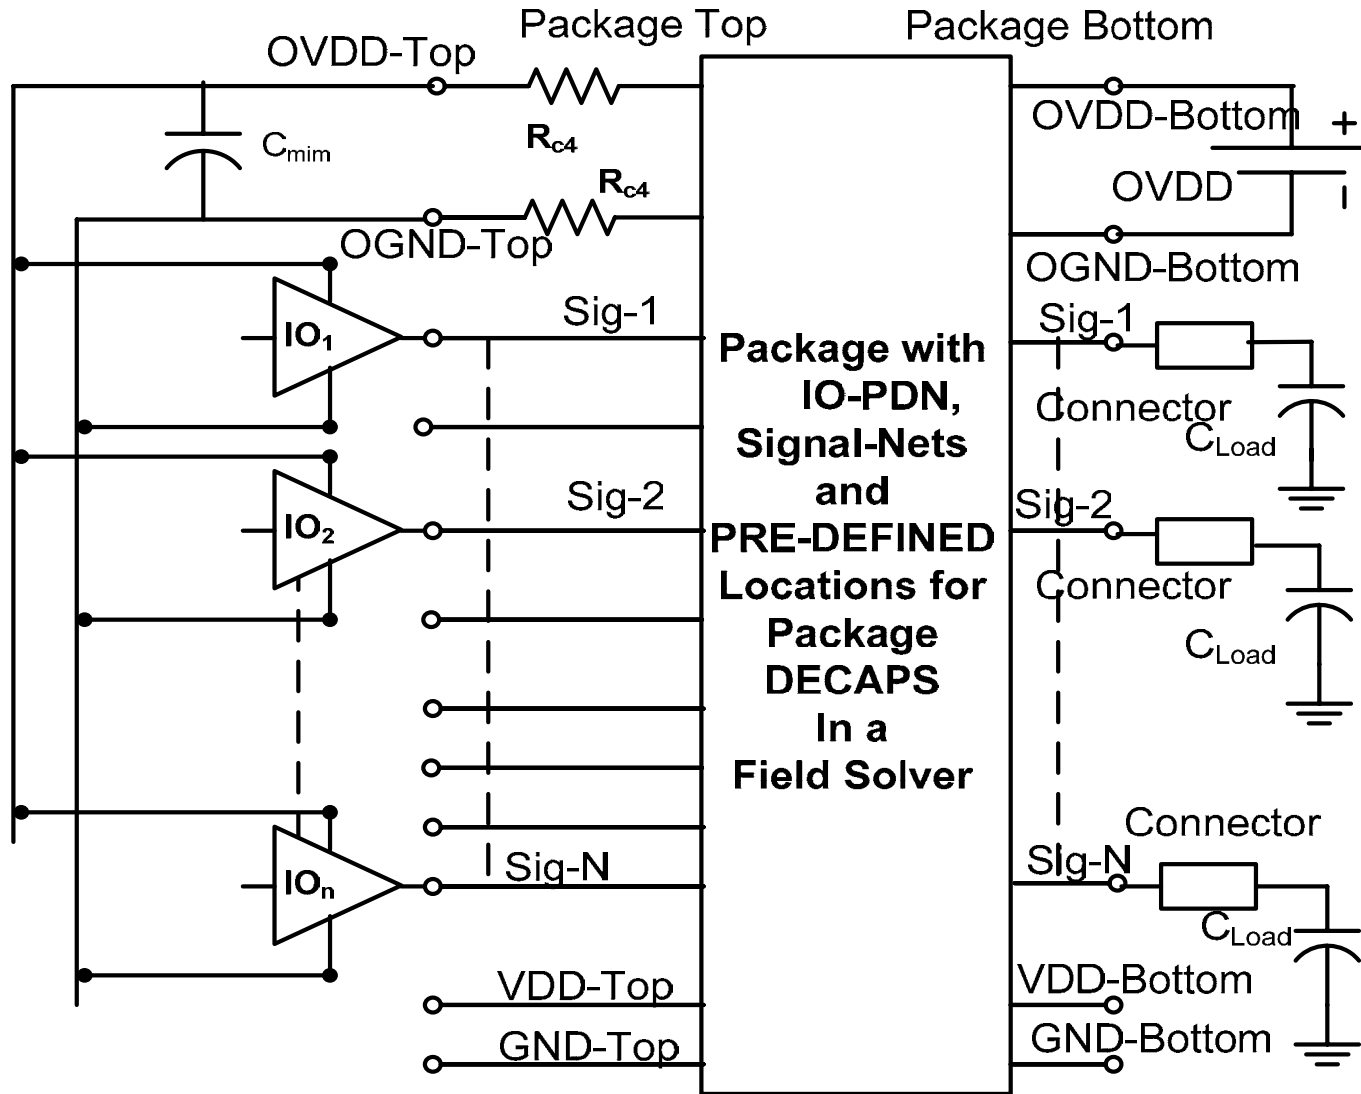 Package Top
Package Bottom
OVDD-Top
OVDD-Bottom
+
Cmim
Rc4
Rc4
OVDD
-
OGND-Top
OGND-Bottom
IO1
Sig-1
Sig-1
Connector
CLoad
IO2
Sig-2
Sig-2
Connector
CLoad
Package with
IO-PDN,
Signal-Nets
and
PRE-DEFINED
Locations for
Package
DECAPS
In a
Field Solver
IOn
Sig-N
Connector
Sig-N
CLoad
VDD-Top
VDD-Bottom
GND-Top
GND-Bottom